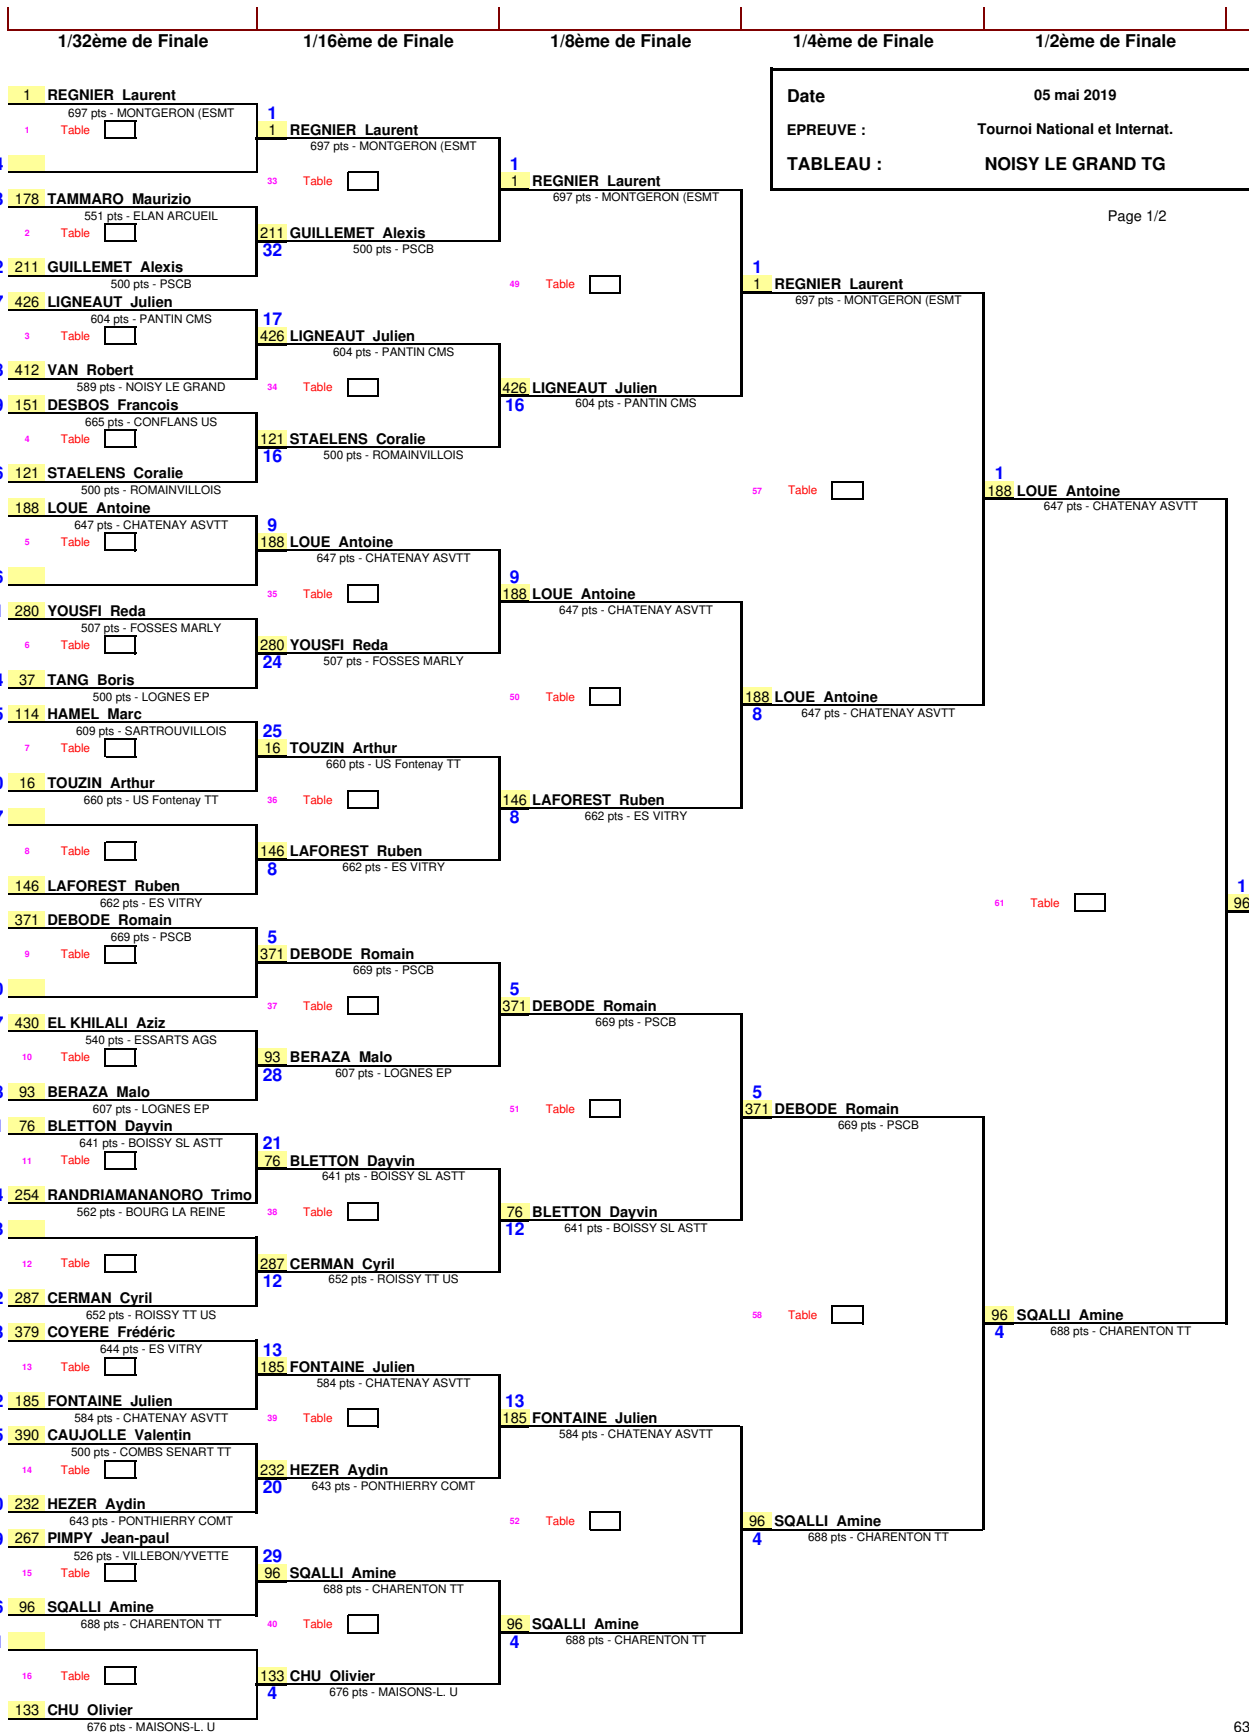 1/32ème de Finale
1/16ème de Finale
1/8ème de Finale
1/4ème de Finale
1/2ème de Finale
Date 05 mai 2019
EPREUVE : Tournoi National et Internat.
TABLEAU : NOISY LE GRAND TG
Page 1/2
1 REGNIER Laurent
697 pts - MONTGERON (ESMT
1 Table
178 TAMMARO Maurizio
551 pts - ELAN ARCUEIL
2 Table
211 GUILLEMET Alexis
500 pts - PSCB
426 LIGNEAUT Julien
604 pts - PANTIN CMS
3 Table
412 VAN Robert
589 pts - NOISY LE GRAND
151 DESBOS Francois
665 pts - CONFLANS US
4 Table
121 STAELENS Coralie
500 pts - ROMAINVILLOIS
188 LOUE Antoine
647 pts - CHATENAY ASVTT
5 Table
280 YOUSFI Reda
507 pts - FOSSES MARLY
6 Table
37 TANG Boris
500 pts - LOGNES EP
114 HAMEL Marc
609 pts - SARTROUVILLOIS
7 Table
16 TOUZIN Arthur
660 pts - US Fontenay TT
8 Table
146 LAFOREST Ruben
662 pts - ES VITRY
371 DEBODE Romain
669 pts - PSCB
9 Table
430 EL KHILALI Aziz
540 pts - ESSARTS AGS
10 Table
93 BERAZA Malo
607 pts - LOGNES EP
76 BLETTON Dayvin
641 pts - BOISSY SL ASTT
11 Table
254 RANDRIAMANANORO Trimo
562 pts - BOURG LA REINE
12 Table
287 CERMAN Cyril
652 pts - ROISSY TT US
379 COYERE Frédéric
644 pts - ES VITRY
13 Table
185 FONTAINE Julien
584 pts - CHATENAY ASVTT
390 CAUJOLLE Valentin
500 pts - COMBS SENART TT
14 Table
232 HEZER Aydin
643 pts - PONTHIERRY COMT
267 PIMPY Jean-paul
526 pts - VILLEBON/YVETTE
15 Table
96 SQALLI Amine
688 pts - CHARENTON TT
16 Table
133 CHU Olivier
676 pts - MAISONS-L. U
1
1 REGNIER Laurent
697 pts - MONTGERON (ESMT
33 Table
211 GUILLEMET Alexis
32 500 pts - PSCB
17
426 LIGNEAUT Julien
604 pts - PANTIN CMS
34 Table
121 STAELENS Coralie
16 500 pts - ROMAINVILLOIS
9
188 LOUE Antoine
647 pts - CHATENAY ASVTT
35 Table
280 YOUSFI Reda
24 507 pts - FOSSES MARLY
25
16 TOUZIN Arthur
660 pts - US Fontenay TT
36 Table
146 LAFOREST Ruben
8 662 pts - ES VITRY
5
371 DEBODE Romain
669 pts - PSCB
37 Table
93 BERAZA Malo
28 607 pts - LOGNES EP
21
76 BLETTON Dayvin
641 pts - BOISSY SL ASTT
38 Table
287 CERMAN Cyril
12 652 pts - ROISSY TT US
13
185 FONTAINE Julien
584 pts - CHATENAY ASVTT
39 Table
232 HEZER Aydin
20 643 pts - PONTHIERRY COMT
29
96 SQALLI Amine
688 pts - CHARENTON TT
40 Table
133 CHU Olivier
4 676 pts - MAISONS-L. U
1
1 REGNIER Laurent
697 pts - MONTGERON (ESMT
49 Table
426 LIGNEAUT Julien
16 604 pts - PANTIN CMS
9
188 LOUE Antoine
647 pts - CHATENAY ASVTT
50 Table
146 LAFOREST Ruben
8 662 pts - ES VITRY
5
371 DEBODE Romain
669 pts - PSCB
51 Table
76 BLETTON Dayvin
12 641 pts - BOISSY SL ASTT
13
185 FONTAINE Julien
584 pts - CHATENAY ASVTT
52 Table
96 SQALLI Amine
4 688 pts - CHARENTON TT
1
1 REGNIER Laurent
697 pts - MONTGERON (ESMT
57 Table
188 LOUE Antoine
8 647 pts - CHATENAY ASVTT
5
371 DEBODE Romain
669 pts - PSCB
58 Table
96 SQALLI Amine
4 688 pts - CHARENTON TT
1
188 LOUE Antoine
647 pts - CHATENAY ASVTT
61 Table
96 SQALLI Amine
4 688 pts - CHARENTON TT
1
96
63